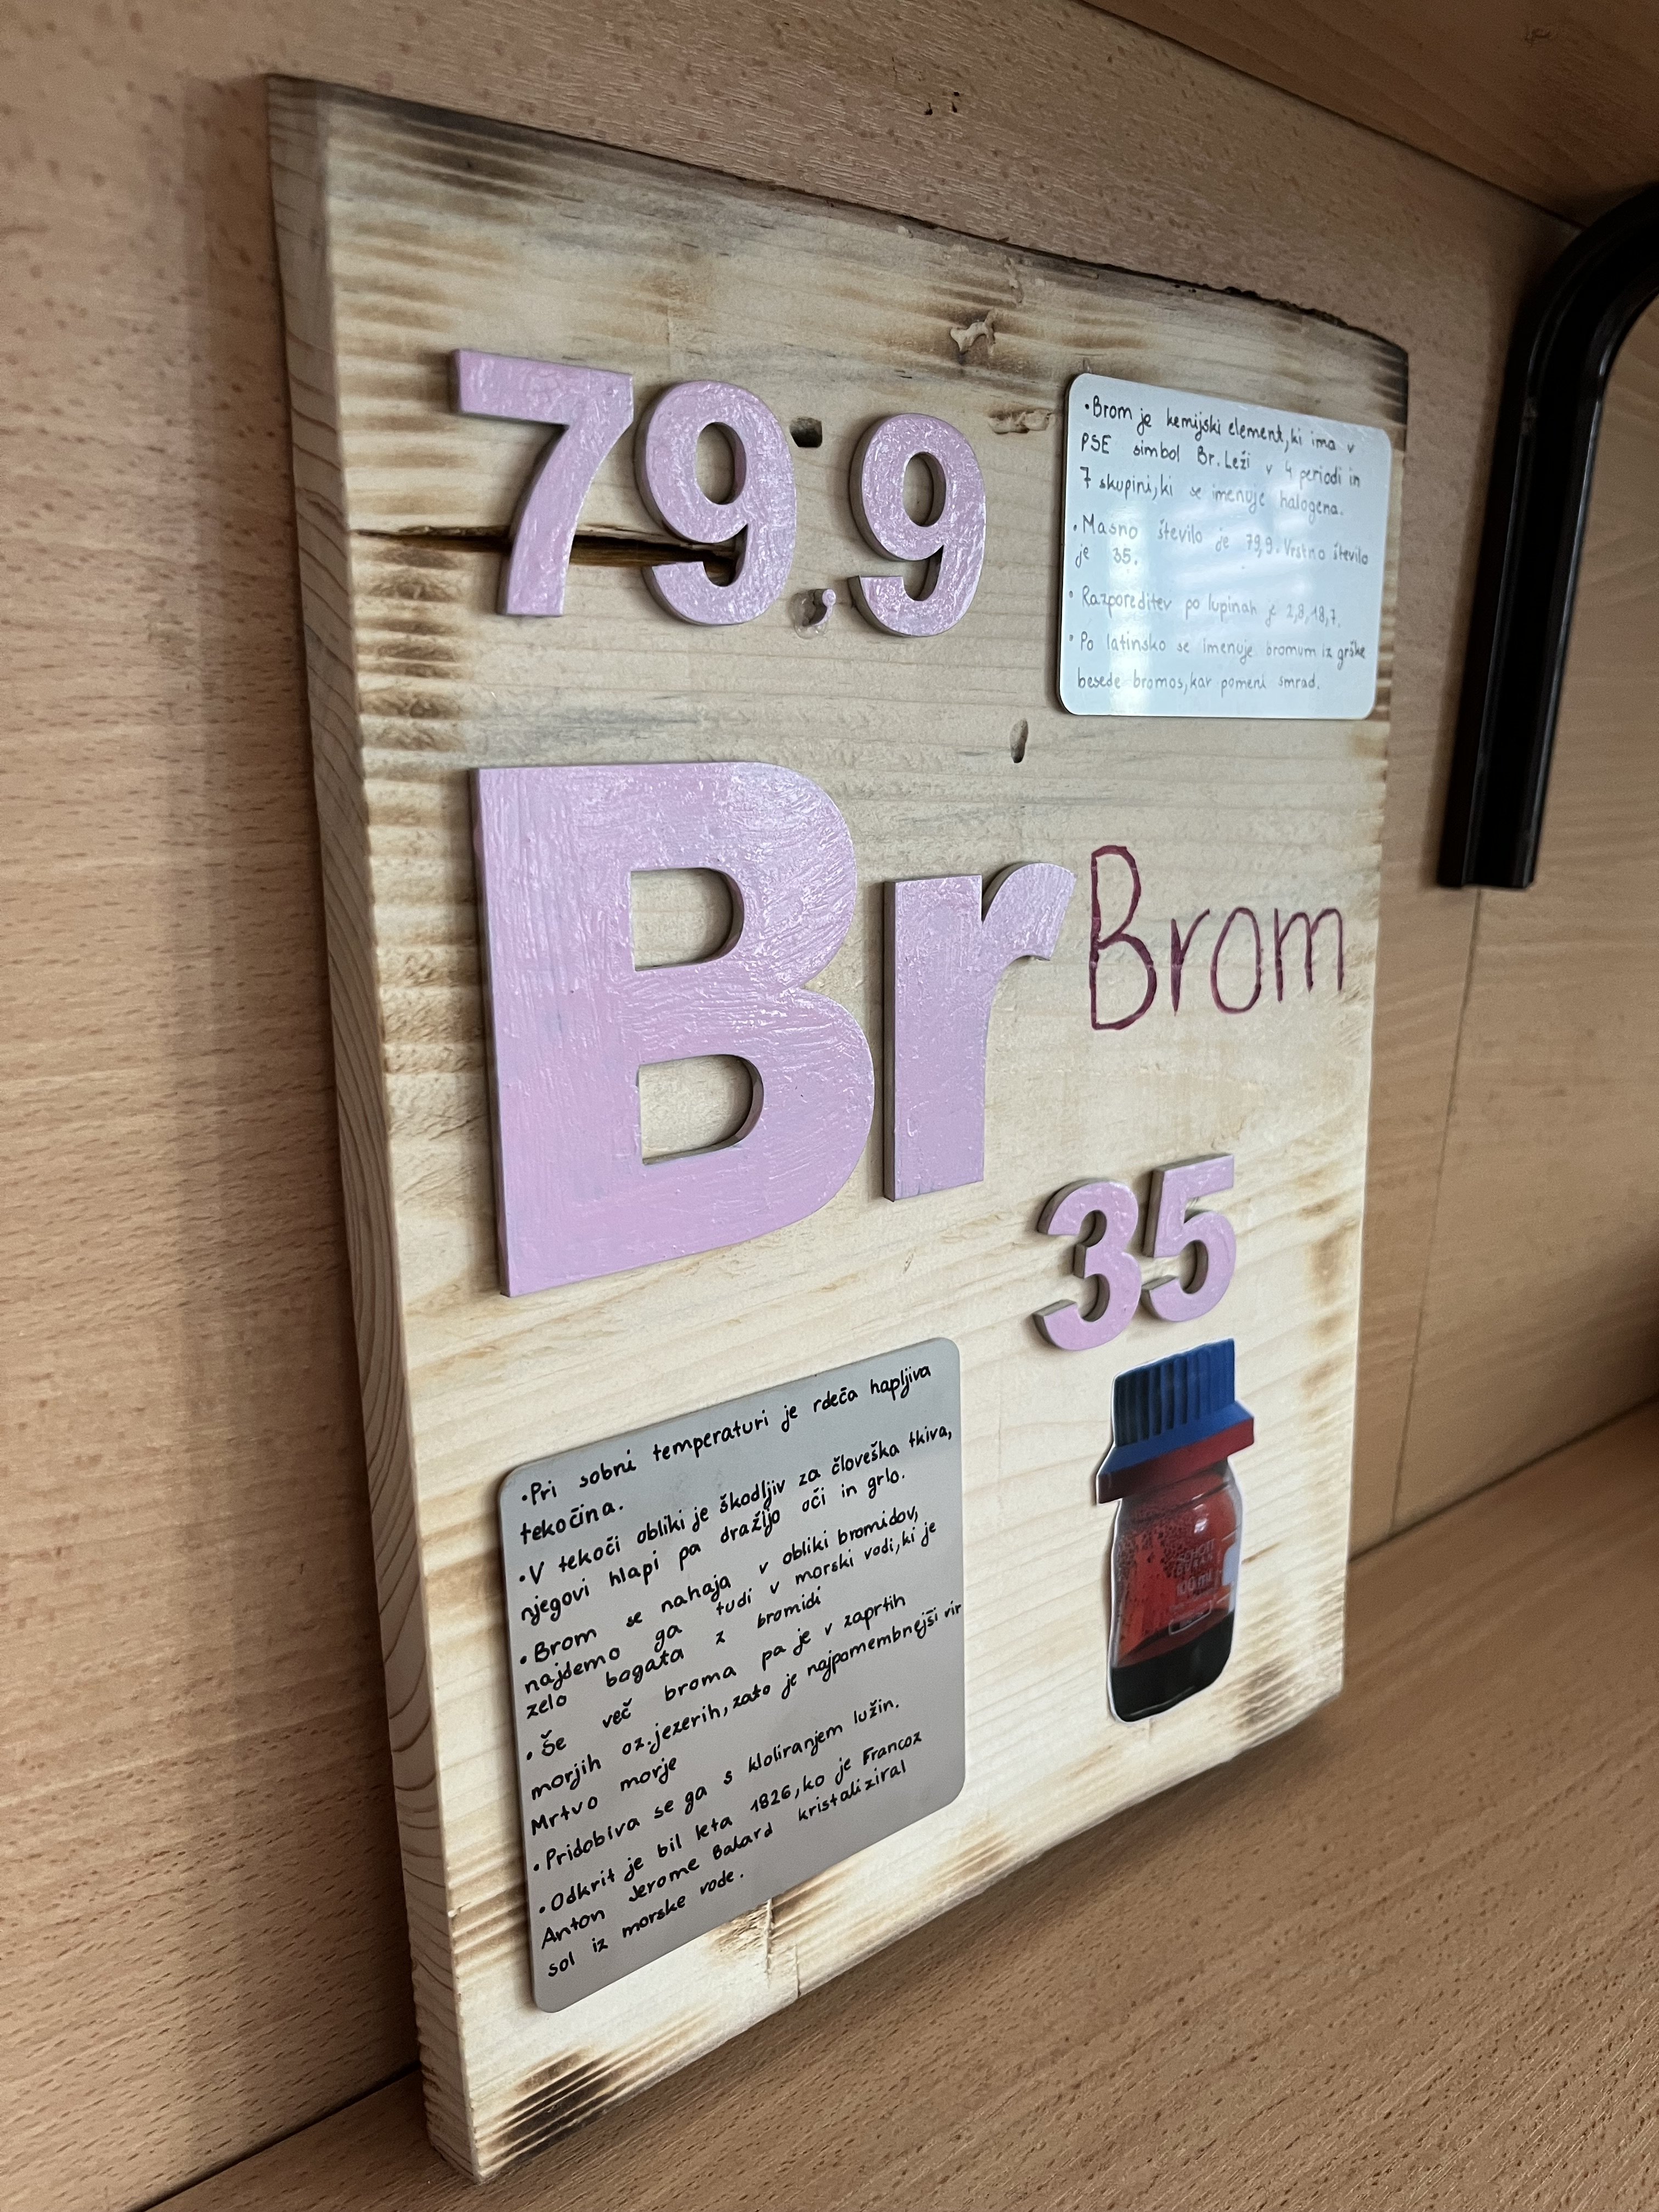 79,9
•Brom je kemijski element,ki ima v
PSE simbol Br. Leži v 4 periodi in
7 skupini,ki se imenuje halogena.
•Masno število je 79,9. Vrstno število
je 35.
•Razporeditev po lupinah je 2,8,18,7.
•Po latinsko se imenuje bromum iz grške
besede bromos,kar pomeni smrad.
Br
Brom
35
•Pri sobni temperaturi je rdeča hapljiva
tekočina.
•V tekoči obliki je škodljiv za človeška tkiva,
njegovi hlapi pa dražijo oči in grlo.
•Brom se nahaja v obliki bromidov,
najdemo ga tudi v morski vodi,ki je
zelo bogata z bromidi
•Še več broma pa je v zaprtih
morjih oz.jezerih,zato je najpomembnejši vir
Mrtvo morje
•Pridobiva se ga s kloliranjem lužin.
•Odkrit je bil leta 1826,ko je Francoz
Anton Jerome Balard kristaliziral
sol iz morske vode.
SCHOTT
DURAN
100 ml